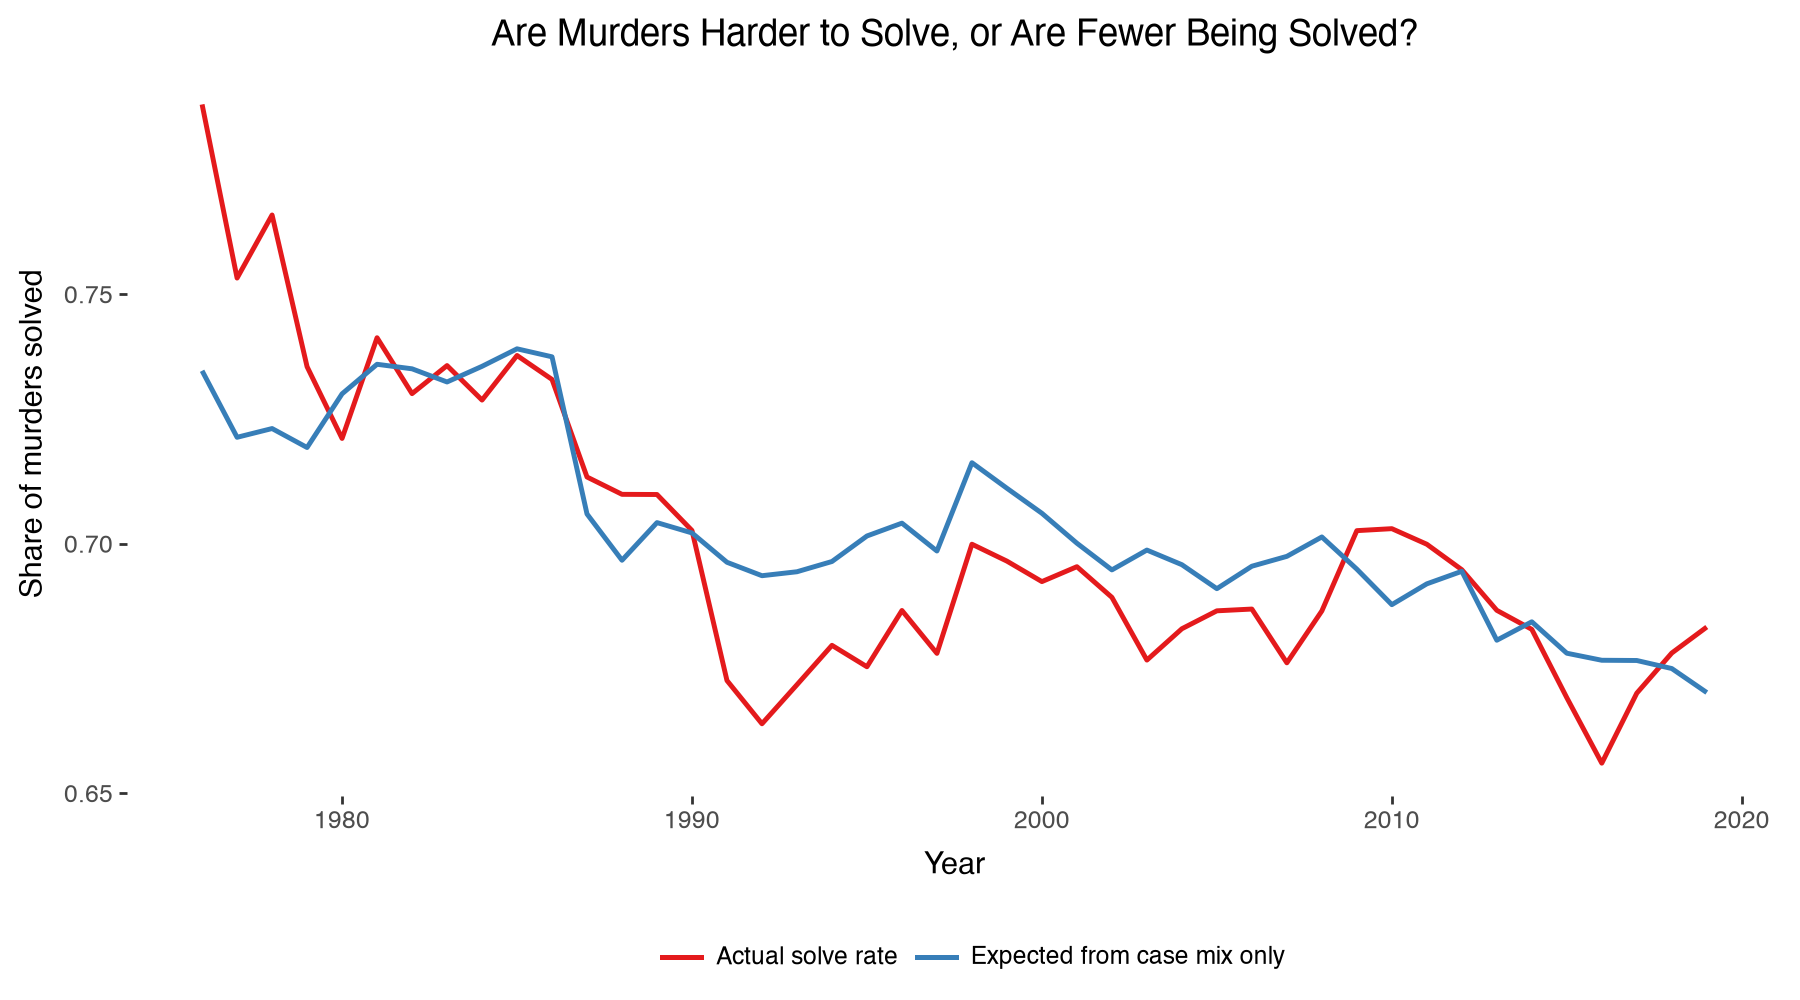 Are Murders Harder to Solve, or Are Fewer Being Solved?
Share of murders solved
0.75
0.70
0.65
1980 1990 2000 2010 2020
Year
Actual solve rate Expected from case mix only